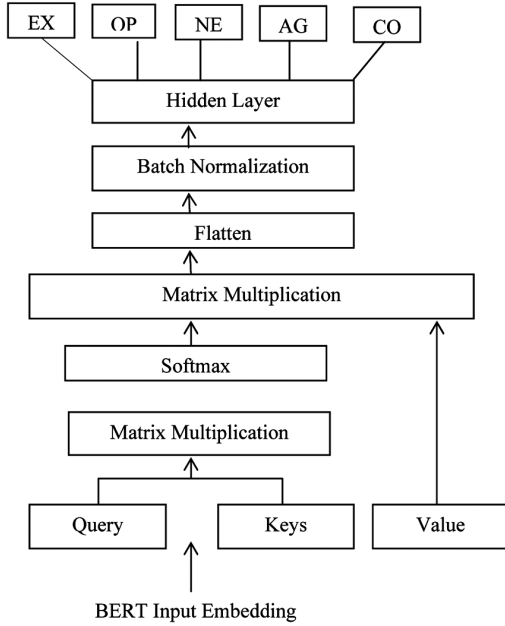 EX OP NE AG CO
Hidden Layer
Batch Normalization
Flatten
Matrix Multiplication
Softmax
Matrix Multiplication
Query Keys Value
BERT Input Embedding